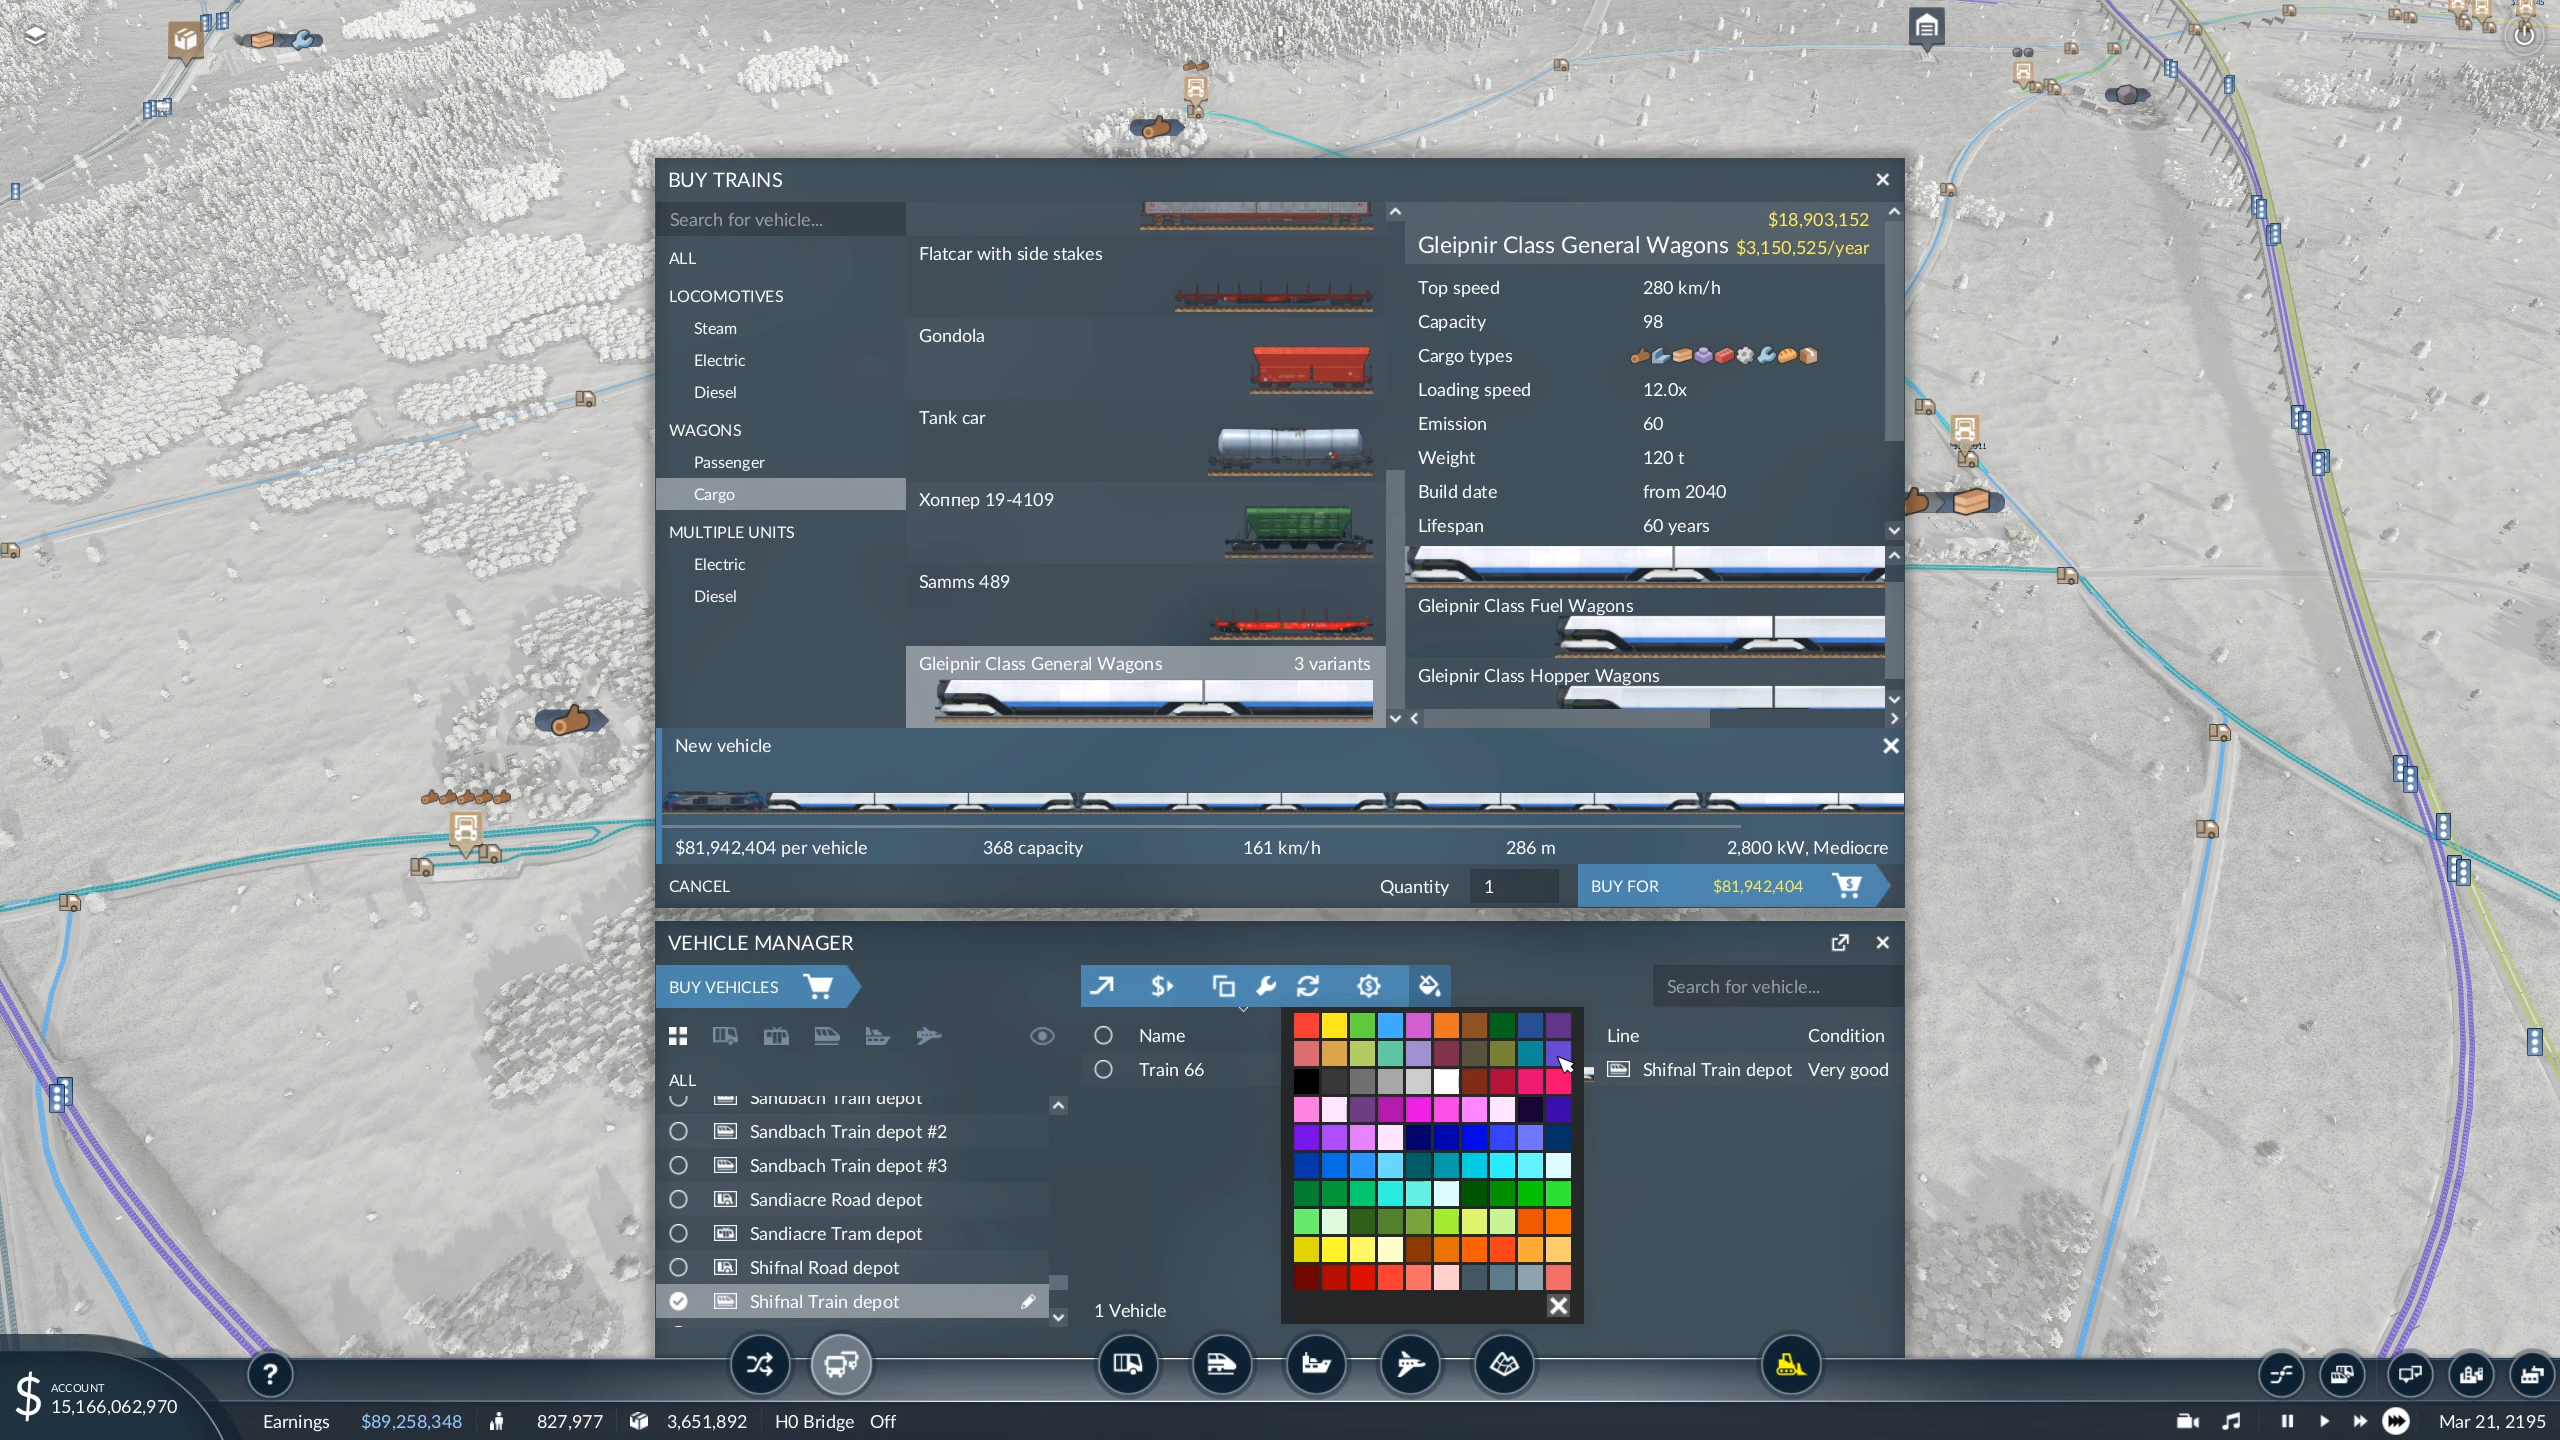 BUY TRAINS
Search for vehicle...
ALL
LOCOMOTIVES
Steam
Electric
Diesel
WAGONS
Passenger
Cargo
MULTIPLE UNITS
Electric
Diesel
Flatcar with side stakes
Gondola
Tank car
Хоппер 19-4109
Samms 489
Gleipnir Class General Wagons 3 variants
$18,903,152
Gleipnir Class General Wagons $3,150,525/year
Top speed 280 km/h
Capacity 98
Cargo types
Loading speed 12.0x
Emission 60
Weight 120 t
Build date from 2040
Lifespan 60 years
Gleipnir Class Fuel Wagons
Gleipnir Class Hopper Wagons
New vehicle
$81,942,404 per vehicle 368 capacity 161 km/h 286 m 2,800 kW, Mediocre
CANCEL Quantity 1 BUY FOR $81,942,404
VEHICLE MANAGER
BUY VEHICLES
Search for vehicle...
ALL
Sandbach Train depot
Sandbach Train depot #2
Sandbach Train depot #3
Sandiacre Road depot
Sandiacre Tram depot
Shifnal Road depot
Shifnal Train depot
Name Line Condition
Train 66 Shifnal Train depot Very good
1 Vehicle
ACCOUNT
$ 15,166,062,970
?
Earnings $89,258,348 827,977 3,651,892 H0 Bridge Off Mar 21, 2195